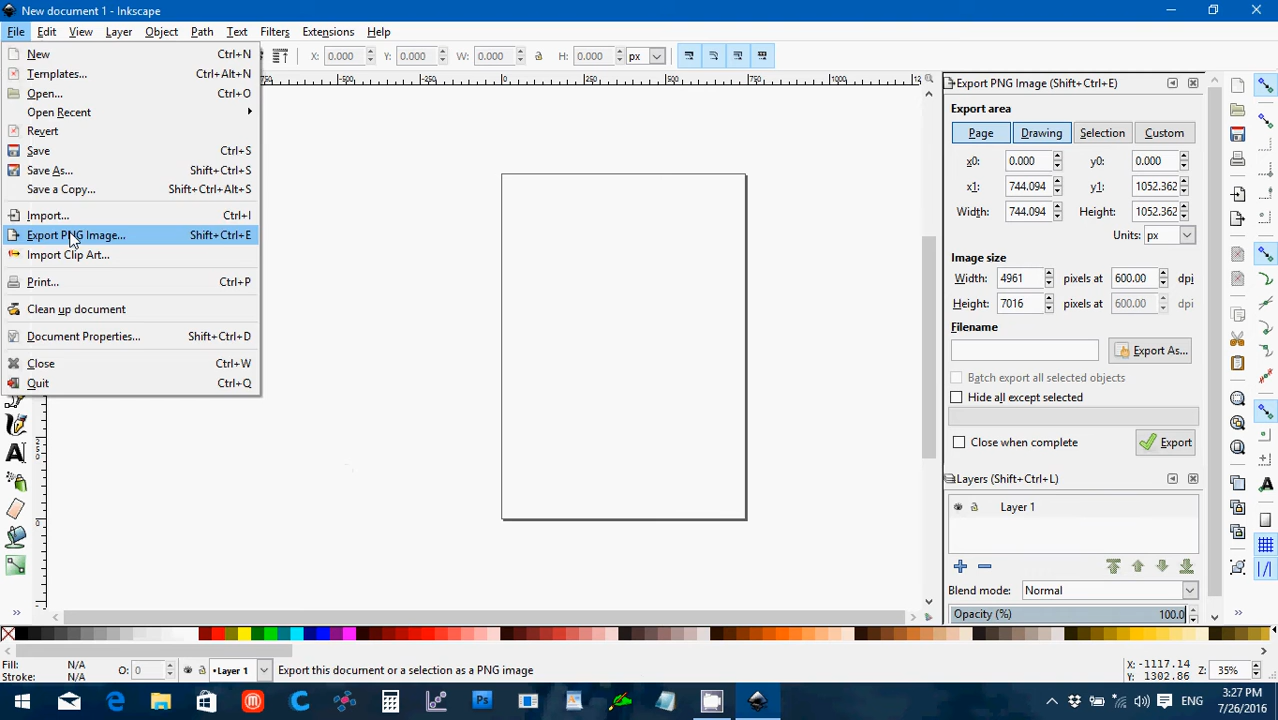 New document 1 - Inkscape
File Edit View Layer Object Path Text Filters Extensions Help
X: 0.000 Y: 0.000 W: 0.000 H: 0.000 px
New Ctrl+N
Templates... Ctrl+Alt+N
Open... Ctrl+O
Open Recent
Revert
Save Ctrl+S
Save As... Shift+Ctrl+S
Save a Copy... Shift+Ctrl+Alt+S
Import... Ctrl+I
Export PNG Image... Shift+Ctrl+E
Import Clip Art...
Print... Ctrl+P
Clean up document
Document Properties... Shift+Ctrl+D
Close Ctrl+W
Quit Ctrl+Q
-500 -250 0 250 500 750 1000
Export PNG Image (Shift+Ctrl+E)
Export area
Page Drawing Selection Custom
x0: 0.000 y0: 0.000
x1: 744.094 y1: 1052.362
Width: 744.094 Height: 1052.362
Units: px
Image size
Width: 4961 pixels at 600.00 dpi
Height: 7016 pixels at 600.00 dpi
Filename
Export As...
Batch export all selected objects
Hide all except selected
Close when complete Export
Layers (Shift+Ctrl+L)
Layer 1
Blend mode: Normal
Opacity (%) 100.0
Fill: N/A
Stroke: N/A
O: 0
Layer 1
Export this document or a selection as a PNG image
X: -1117.14
Y: 1302.86
Z: 35%
ENG
3:27 PM
7/26/2016